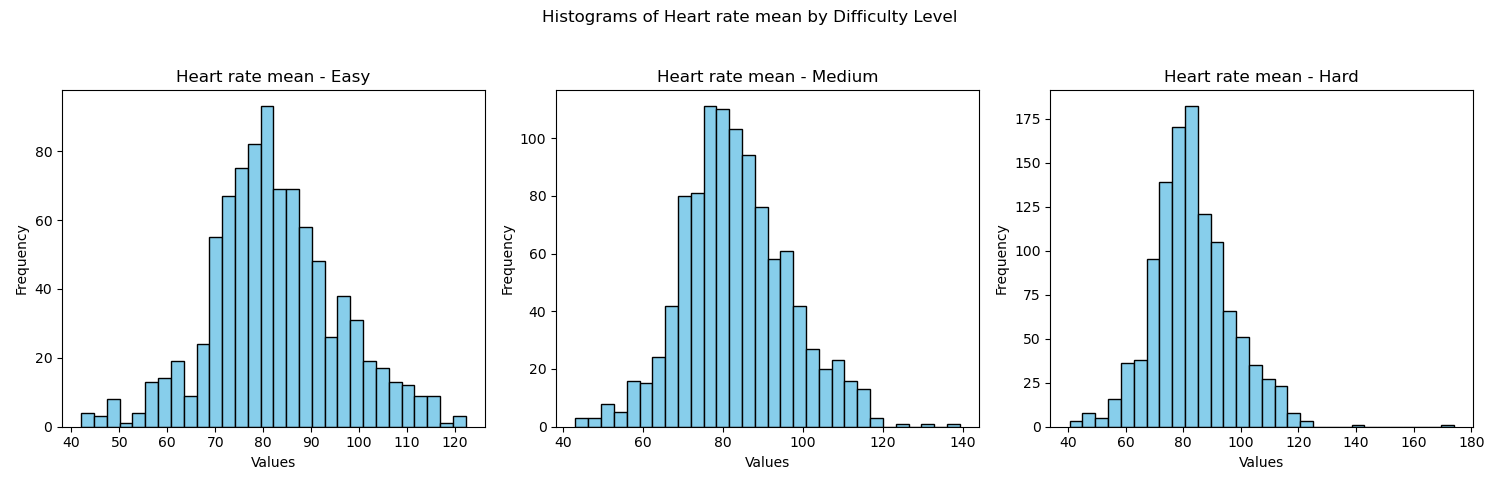 Histograms of Heart rate mean by Difficulty Level
Heart rate mean - Easy
Frequency
80
60
40
20
0
40 50 60 70 80 90 100 110 120
Values
Heart rate mean - Medium
Frequency
100
80
60
40
20
0
40 60 80 100 120 140
Values
Heart rate mean - Hard
Frequency
175
150
125
100
75
50
25
0
40 60 80 100 120 140 160 180
Values